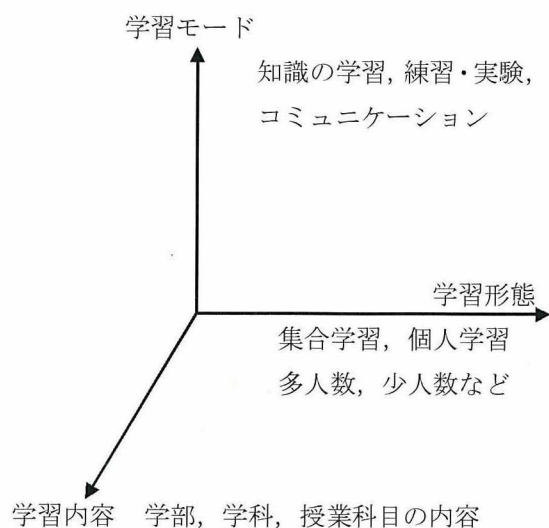 学習モード
知識の学習, 練習・実験,
コミュニケーション
学習形態
集合学習, 個人学習
多人数, 少人数など
学習内容 学部, 学科, 授業科目の内容